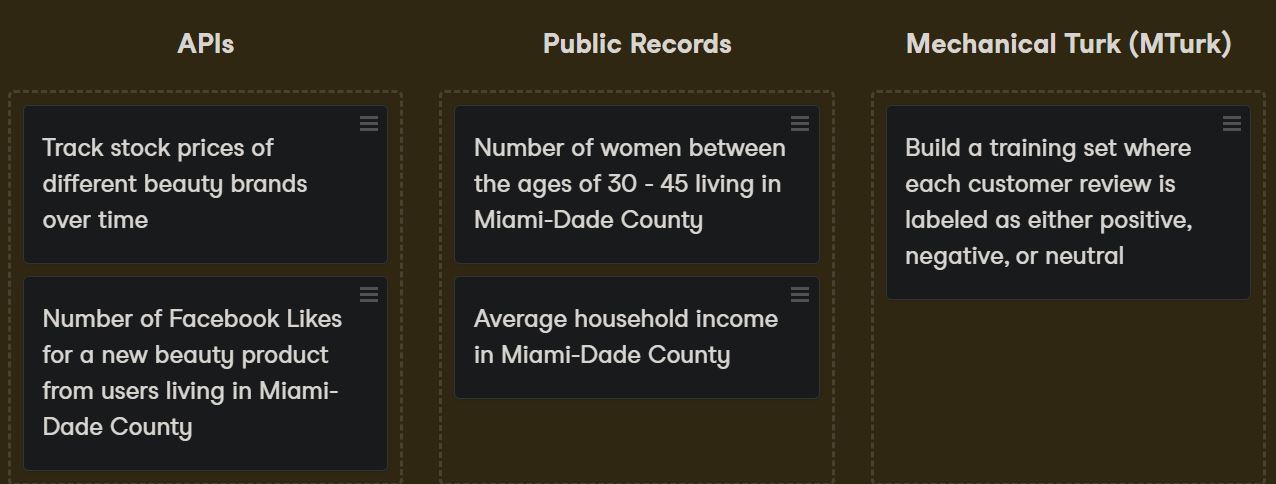 APIs
Track stock prices of
different beauty brands
over time
Number of Facebook Likes
for a new beauty product
from users living in Miami-
Dade County
Public Records
Number of women between
the ages of 30 - 45 living in
Miami-Dade County
Average household income
in Miami-Dade County
Mechanical Turk (MTurk)
Build a training set where
each customer review is
labeled as either positive,
negative, or neutral